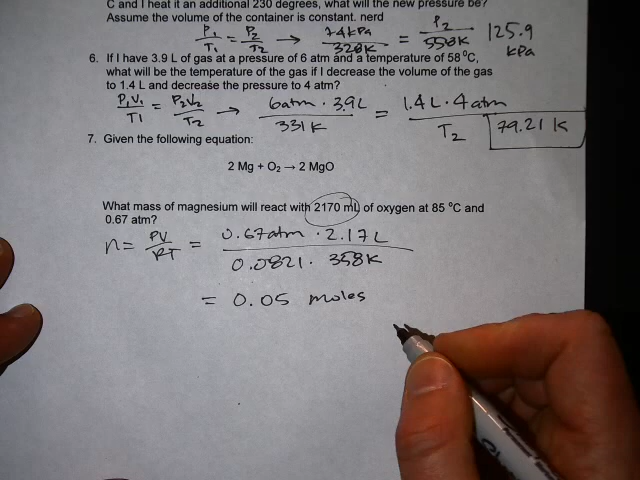 C and I heat it an additional 230 degrees, what will the new pressure be?
Assume the volume of the container is constant. nerd
P1/T1 = P2/T2 → 74kPa/328K = P2/558K 125.9 kPa
6. If I have 3.9 L of gas at a pressure of 6 atm and a temperature of 58 ⁰C,
what will be the temperature of the gas if I decrease the volume of the gas
to 1.4 L and decrease the pressure to 4 atm?
P1V1/T1 = P2V2/T2 → 6atm · 3.9L/331K = 1.4L · 4atm/T2 79.21 K
7. Given the following equation:
2 Mg + O₂ → 2 MgO
What mass of magnesium will react with 2170 mL of oxygen at 85 ⁰C and
0.67 atm?
n = PV/RT = 0.67atm · 2.17L/0.0821 · 358K
= 0.05 moles